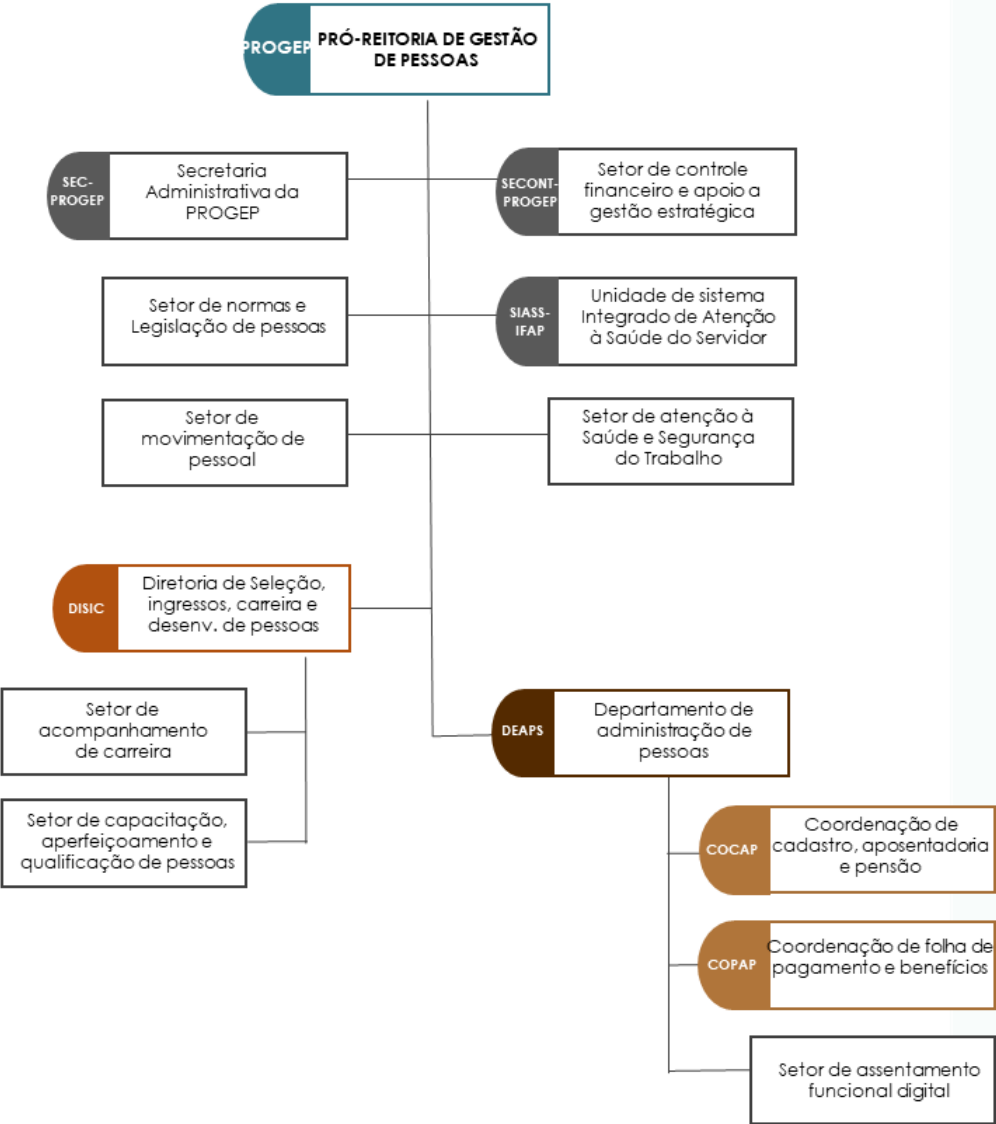 PROGEP
PRÓ-REITORIA DE GESTÃO
DE PESSOAS
SEC-
PROGEP
Secretaria
Administrativa da
PROGEP
SECONT-
PROGEP
Setor de controle
financeiro e apoio a
gestão estratégica
Setor de normas e
Legislação de pessoas
SIASS-
IFAP
Unidade de sistema
Integrado de Atenção
à Saúde do Servidor
Setor de
movimentação de
pessoal
Setor de atenção à
Saúde e Segurança
do Trabalho
DISIC
Diretoria de Seleção,
ingressos, carreira e
desenv. de pessoas
Setor de
acompanhamento
de carreira
Setor de capacitação,
aperfeiçoamento e
qualificação de pessoas
DEAPS
Departamento de
administração de
pessoas
COCAP
Coordenação de
cadastro, aposentadoria
e pensão
COPAP
Coordenação de folha de
pagamento e benefícios
Setor de assentamento
funcional digital